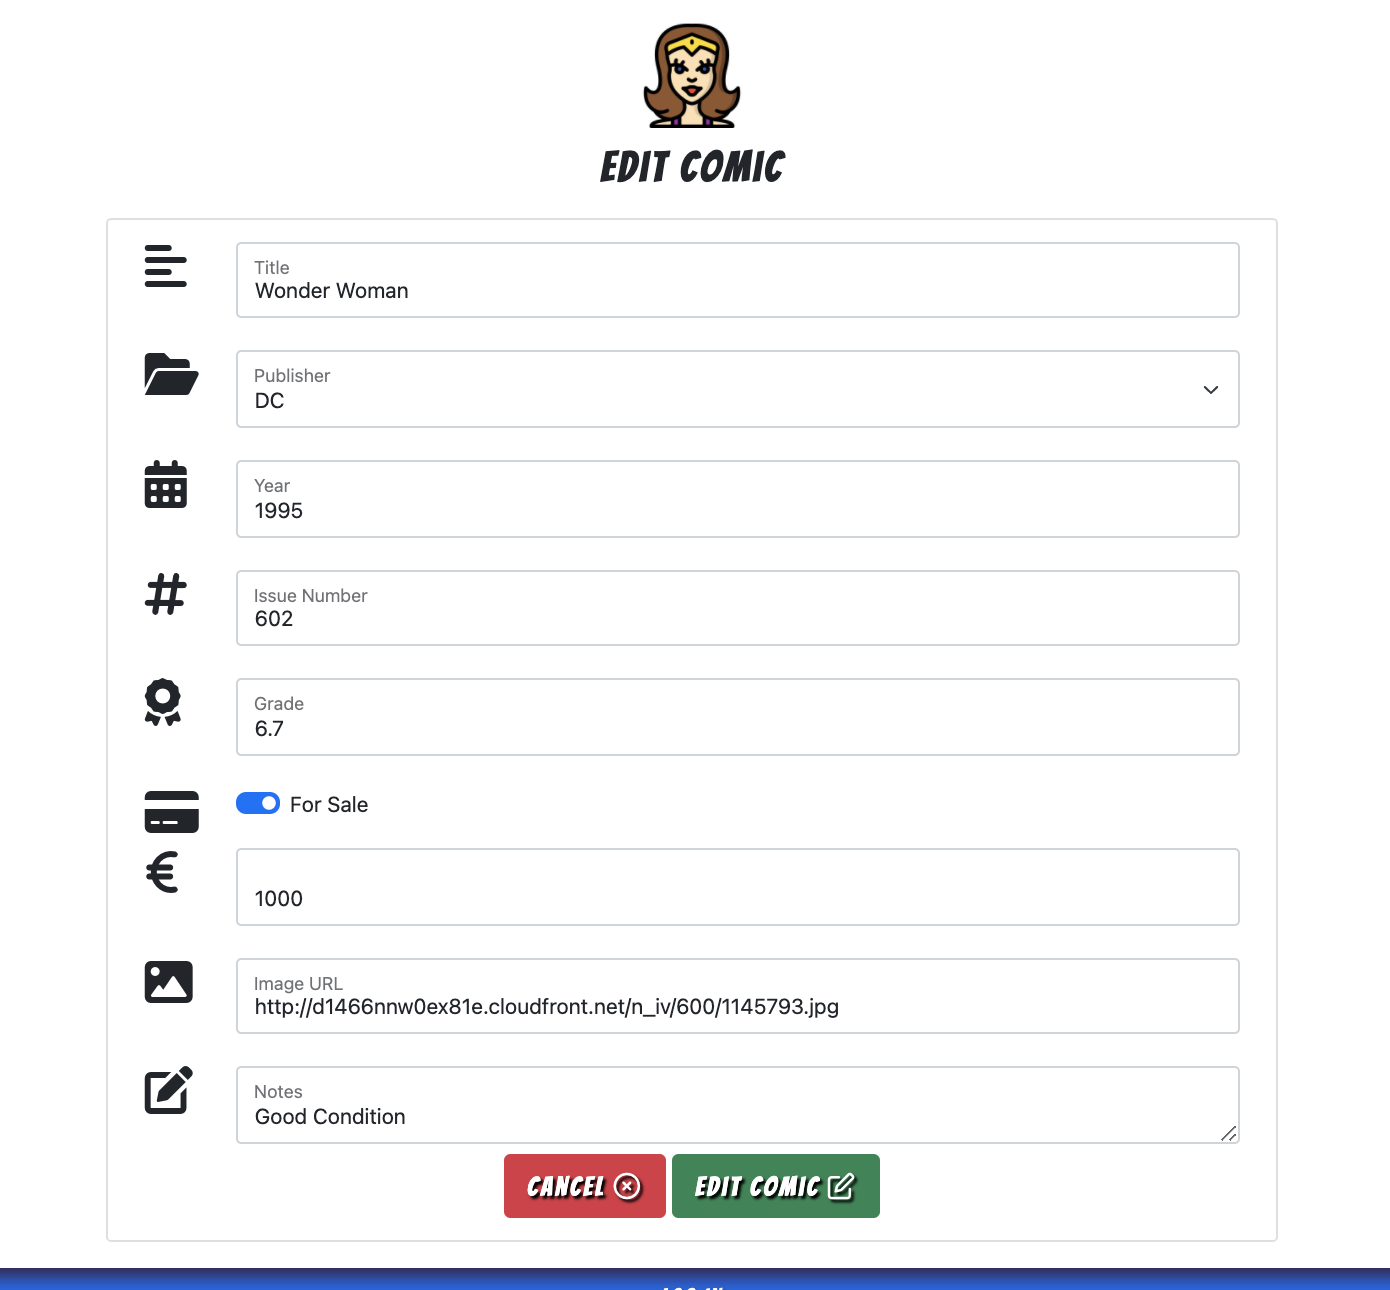 EDIT COMIC
Title
Wonder Woman
Publisher
DC
Year
1995
Issue Number
602
Grade
6.7
For Sale
€
1000
Image URL
http://d1466nnw0ex81e.cloudfront.net/n_iv/600/1145793.jpg
Notes
Good Condition
CANCEL
EDIT COMIC